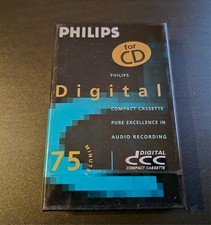 PHILIPS
for
CD
PHILIPS
Digital
COMPACT CASSETTE
PURE EXCELLENCE IN
AUDIO RECORDING
75
MINUTES
DIGITAL
dcc
COMPACT CASSETTE